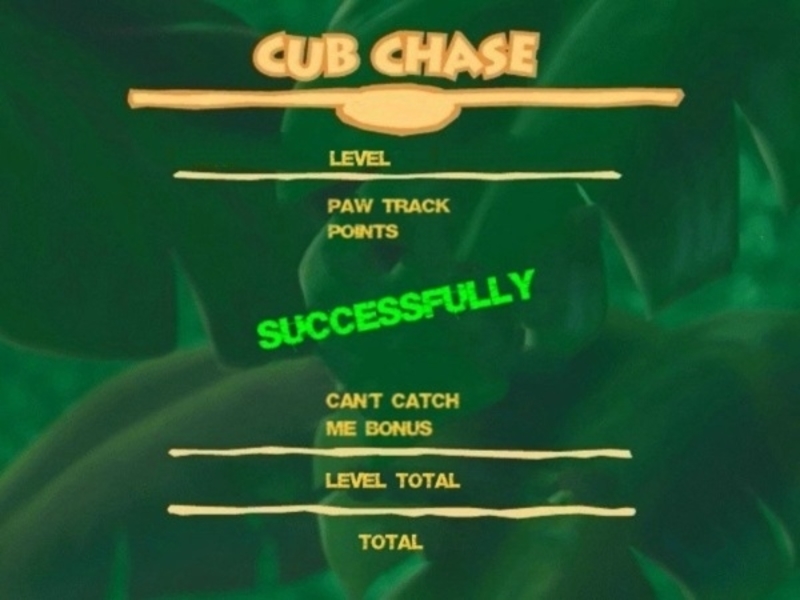 CUB CHASE
LEVEL
PAW TRACK
POINTS
SUCCESSFULLY
CAN'T CATCH
ME BONUS
LEVEL TOTAL
TOTAL